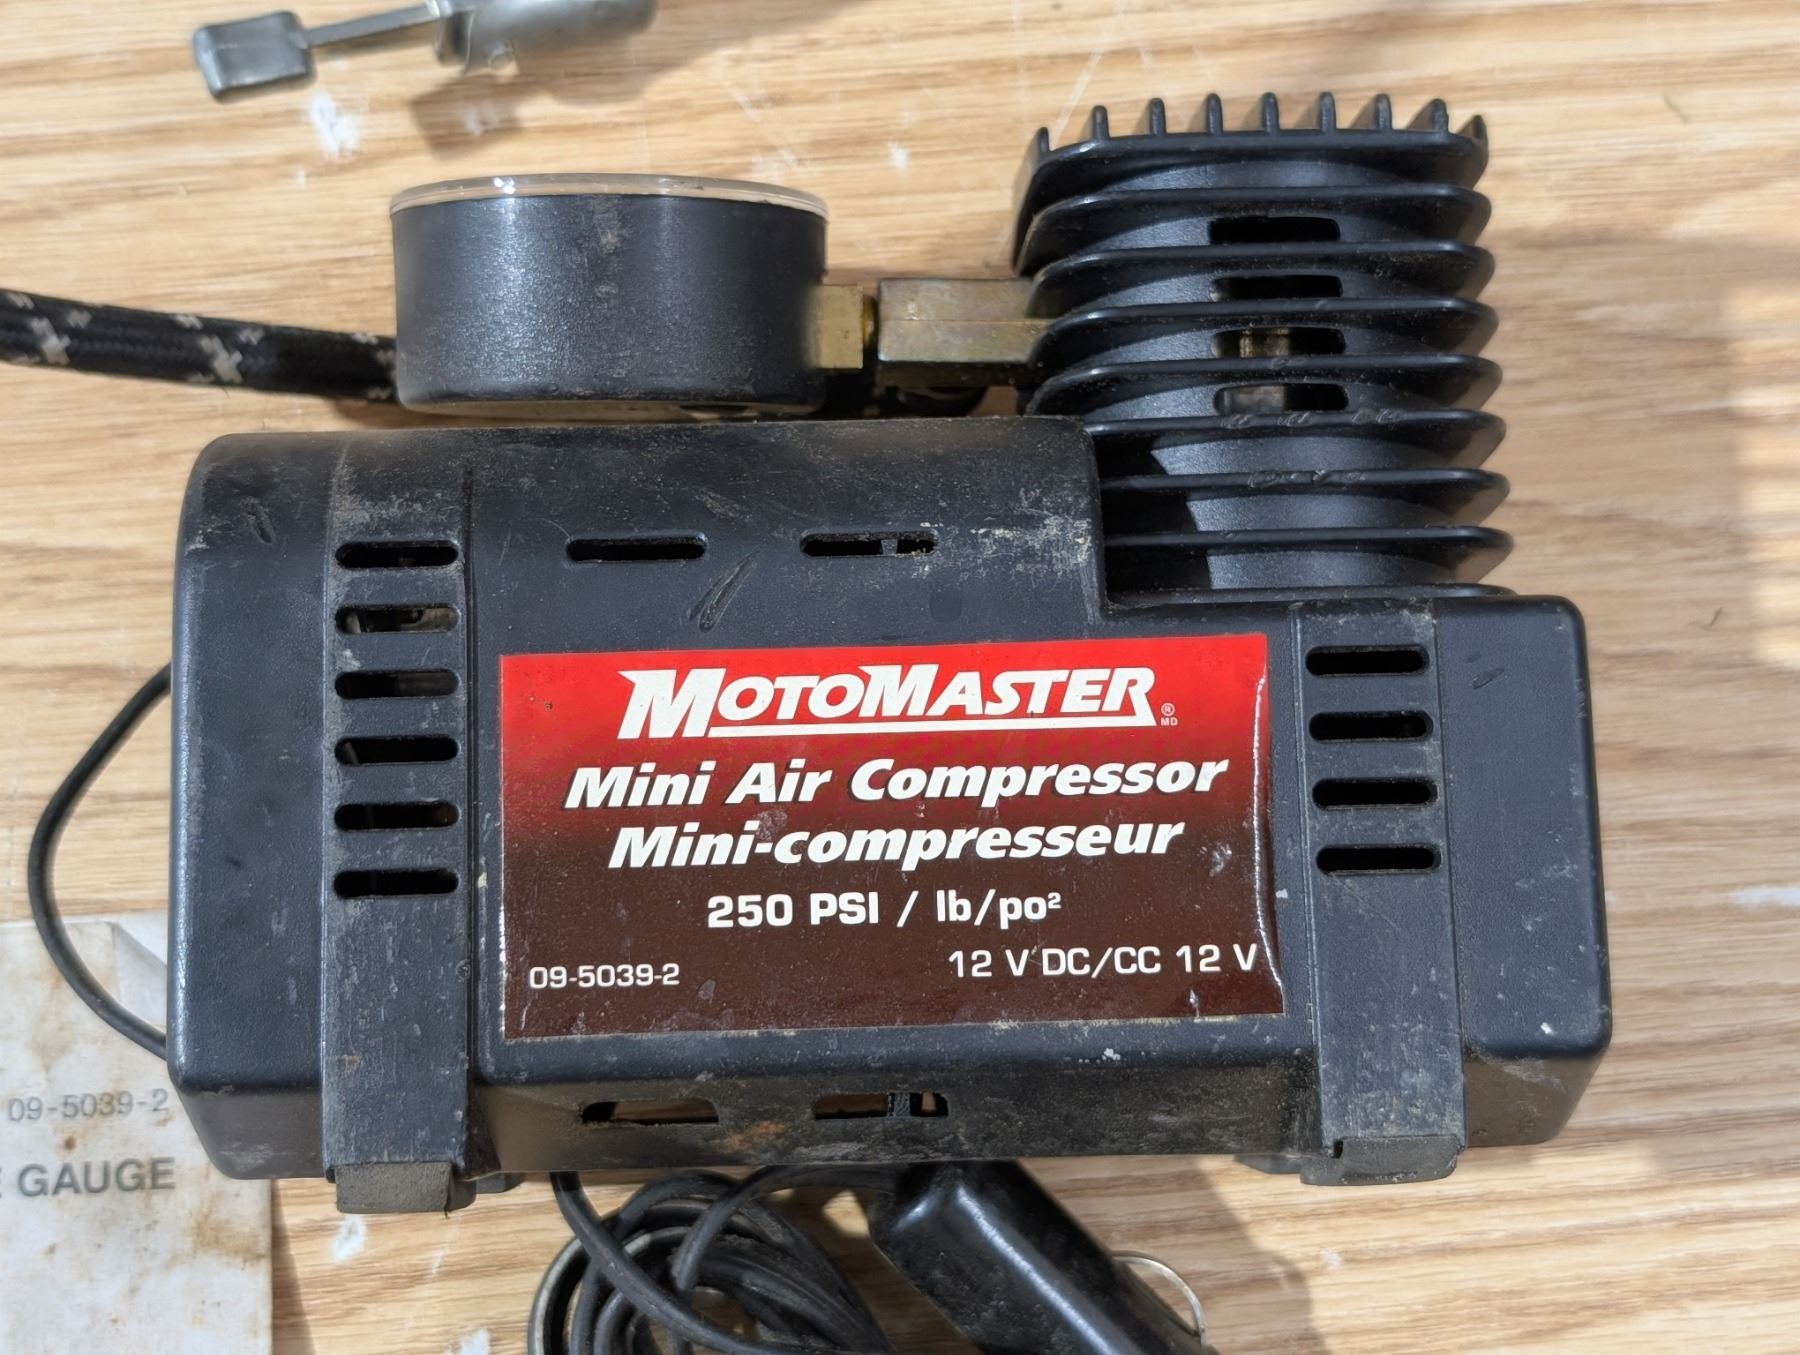 MOTOMASTER ®
MD
Mini Air Compressor
Mini-compresseur
250 PSI / lb/po²
12 V DC/CC 12 V
09-5039-2
09-5039-2
GAUGE